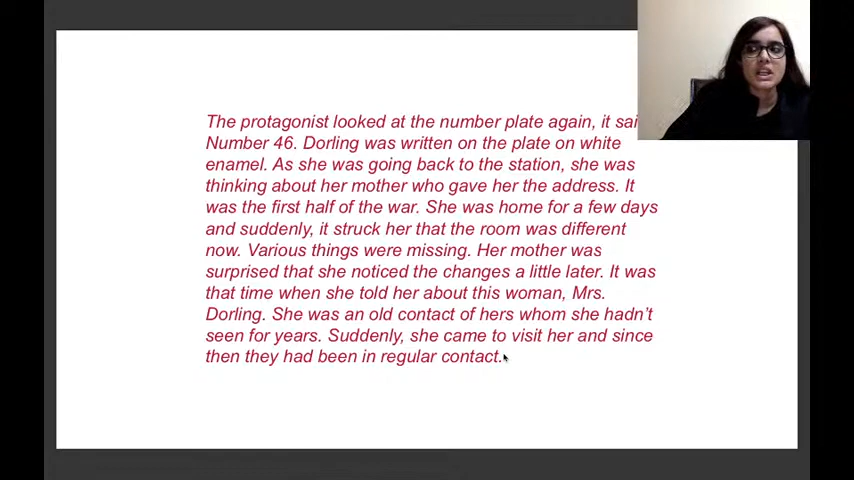 The protagonist looked at the number plate again, it sai
Number 46. Dorling was written on the plate on white
enamel. As she was going back to the station, she was
thinking about her mother who gave her the address. It
was the first half of the war. She was home for a few days
and suddenly, it struck her that the room was different
now. Various things were missing. Her mother was
surprised that she noticed the changes a little later. It was
that time when she told her about this woman, Mrs.
Dorling. She was an old contact of hers whom she hadn't
seen for years. Suddenly, she came to visit her and since
then they had been in regular contact.